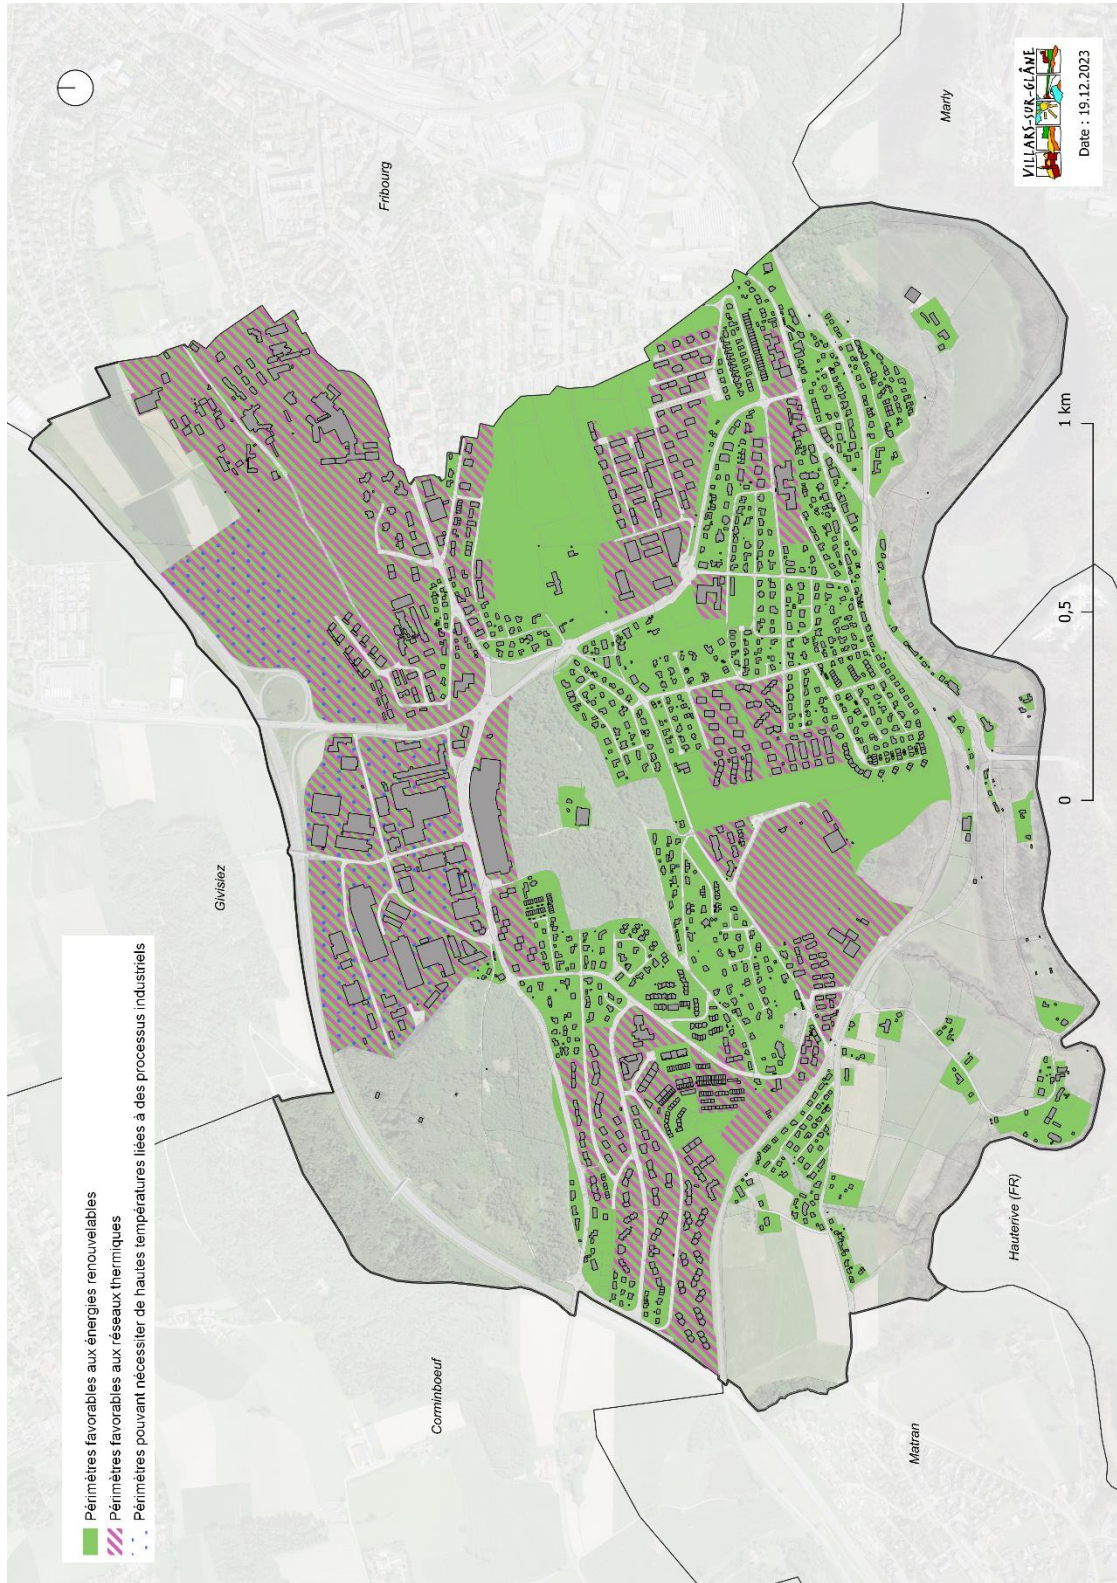 Périmètres favorables aux énergies renouvelables
Périmètres favorables aux réseaux thermiques
Périmètres pouvant nécessiter de hautes températures liées à des processus industriels
Givisiez
Fribourg
Corminboeuf
Matran
Hauterive (FR)
Marly
0
0,5
1 km
VILLARS-SUR-GLÂNE
Date : 19.12.2023